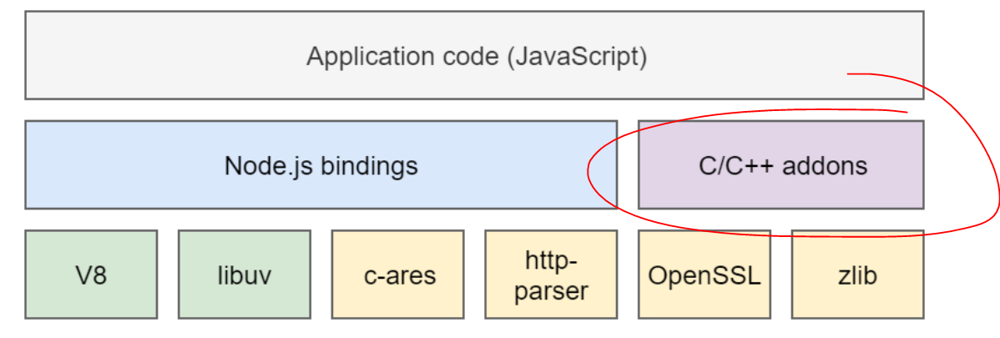 Application code (JavaScript)
Node.js bindings
C/C++ addons
V8
libuv
c-ares
http-
parser
OpenSSL
zlib